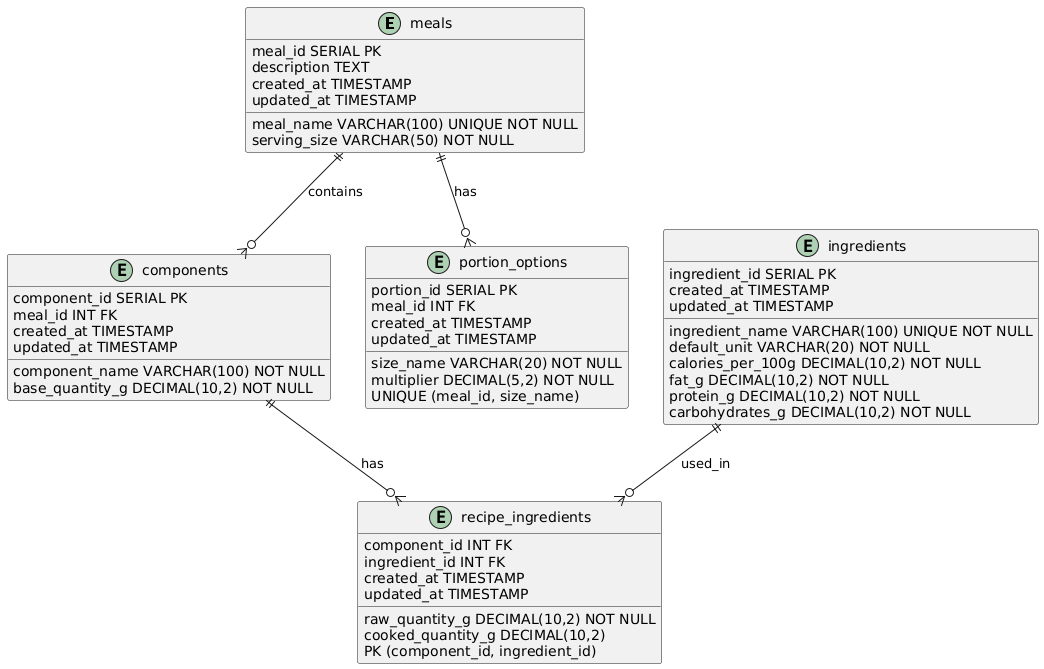 E meals
meal_id SERIAL PK
description TEXT
created_at TIMESTAMP
updated_at TIMESTAMP
meal_name VARCHAR(100) UNIQUE NOT NULL
serving_size VARCHAR(50) NOT NULL
contains
has
E components
component_id SERIAL PK
meal_id INT FK
created_at TIMESTAMP
updated_at TIMESTAMP
component_name VARCHAR(100) NOT NULL
base_quantity_g DECIMAL(10,2) NOT NULL
E portion_options
portion_id SERIAL PK
meal_id INT FK
created_at TIMESTAMP
updated_at TIMESTAMP
size_name VARCHAR(20) NOT NULL
multiplier DECIMAL(5,2) NOT NULL
UNIQUE (meal_id, size_name)
E ingredients
ingredient_id SERIAL PK
created_at TIMESTAMP
updated_at TIMESTAMP
ingredient_name VARCHAR(100) UNIQUE NOT NULL
default_unit VARCHAR(20) NOT NULL
calories_per_100g DECIMAL(10,2) NOT NULL
fat_g DECIMAL(10,2) NOT NULL
protein_g DECIMAL(10,2) NOT NULL
carbohydrates_g DECIMAL(10,2) NOT NULL
has
used_in
E recipe_ingredients
component_id INT FK
ingredient_id INT FK
created_at TIMESTAMP
updated_at TIMESTAMP
raw_quantity_g DECIMAL(10,2) NOT NULL
cooked_quantity_g DECIMAL(10,2)
PK (component_id, ingredient_id)